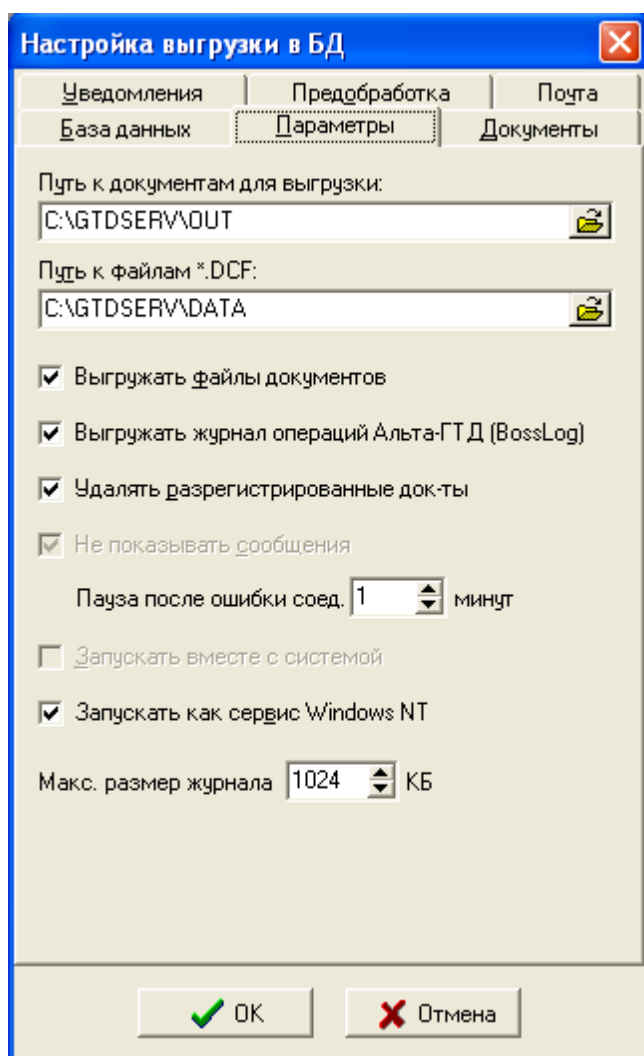 Настройка выгрузки в БД
Уведомления Предобработка Почта
База данных Параметры Документы
Путь к документам для выгрузки:
C:\GTDSERV\OUT
Путь к файлам *.DCF:
C:\GTDSERV\DATA
Выгружать файлы документов
Выгружать журнал операций Альта-ГТД (BossLog)
Удалять разрегистрированные док-ты
Не показывать сообщения
Пауза после ошибки соед. 1 минут
Запускать вместе с системой
Запускать как сервис Windows NT
Макс. размер журнала 1024 КБ
OK Отмена